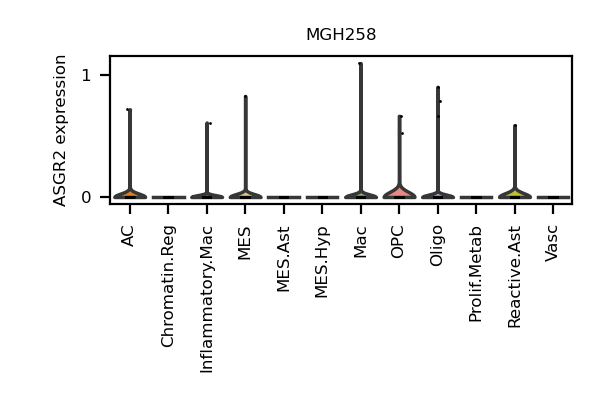 MGH258
ASGR2 expression
1
0
AC
Chromatin.Reg
Inflammatory.Mac
MES
MES.Ast
MES.Hyp
Mac
OPC
Oligo
Prolif.Metab
Reactive.Ast
Vasc